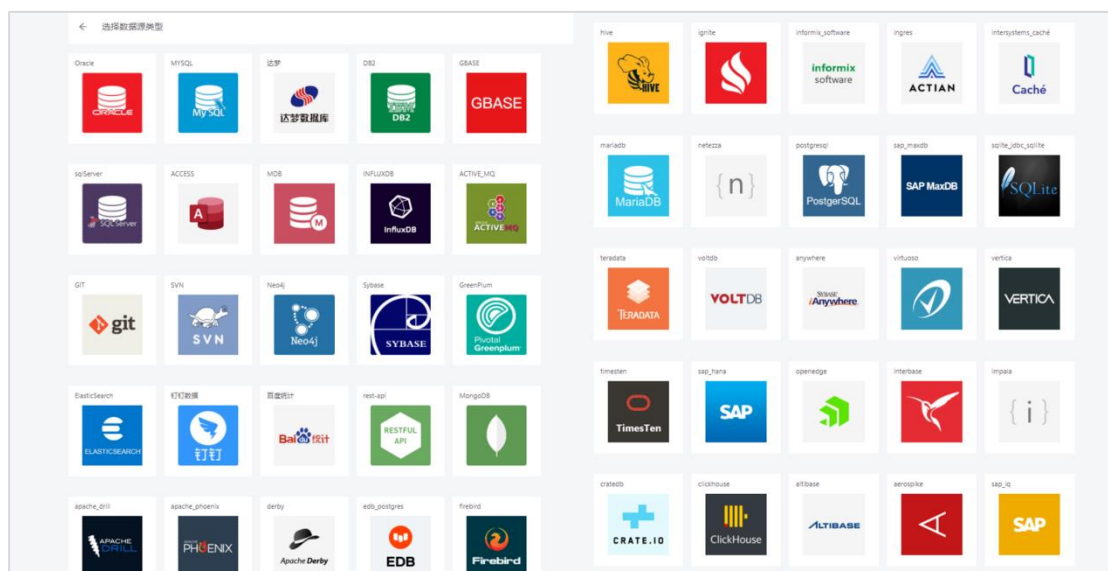 ← 选择数据源类型
Oracle MYSQL 达梦 DB2 GBASE
ORACLE MySQL 达梦数据库 DB2 GBASE
sqlServer ACCESS MDB INFLUXDB ACTIVE_MQ
SQL Server A M InfluxDB ACTIVEMQ
GIT SVN Neo4j Sybase GreenPlum
git SVN Neo4j SYBASE Pivotal Greenplum
ElasticSearch 钉钉数据 百度统计 rest-api MongoDB
ELASTICSEARCH 钉钉 Bai du 统计 RESTFUL API
apache_drill apache_phoenix derby edb_postgres firebird
APACHE DRILL PHOENIX Apache Derby EDB Firebird
hive ignite informix_software ingres intersystems_caché
HIVE informix software ACTIAN Caché
mariadb netezza postgresql sap_maxdb sqlite_jdbc_sqlite
MariaDB {n} PostgerSQL SAP MaxDB SQLite
teradata voltdb anywhere virtuoso vertica
TERADATA VOLTDB SYBASE iAnywhere VERTICA
timesten sap_hana openedge interbase impala
TimesTen SAP {i}
cratedb clickhouse altibase aerospike sap_iq
CRATE.IO ClickHouse ALTIBASE SAP